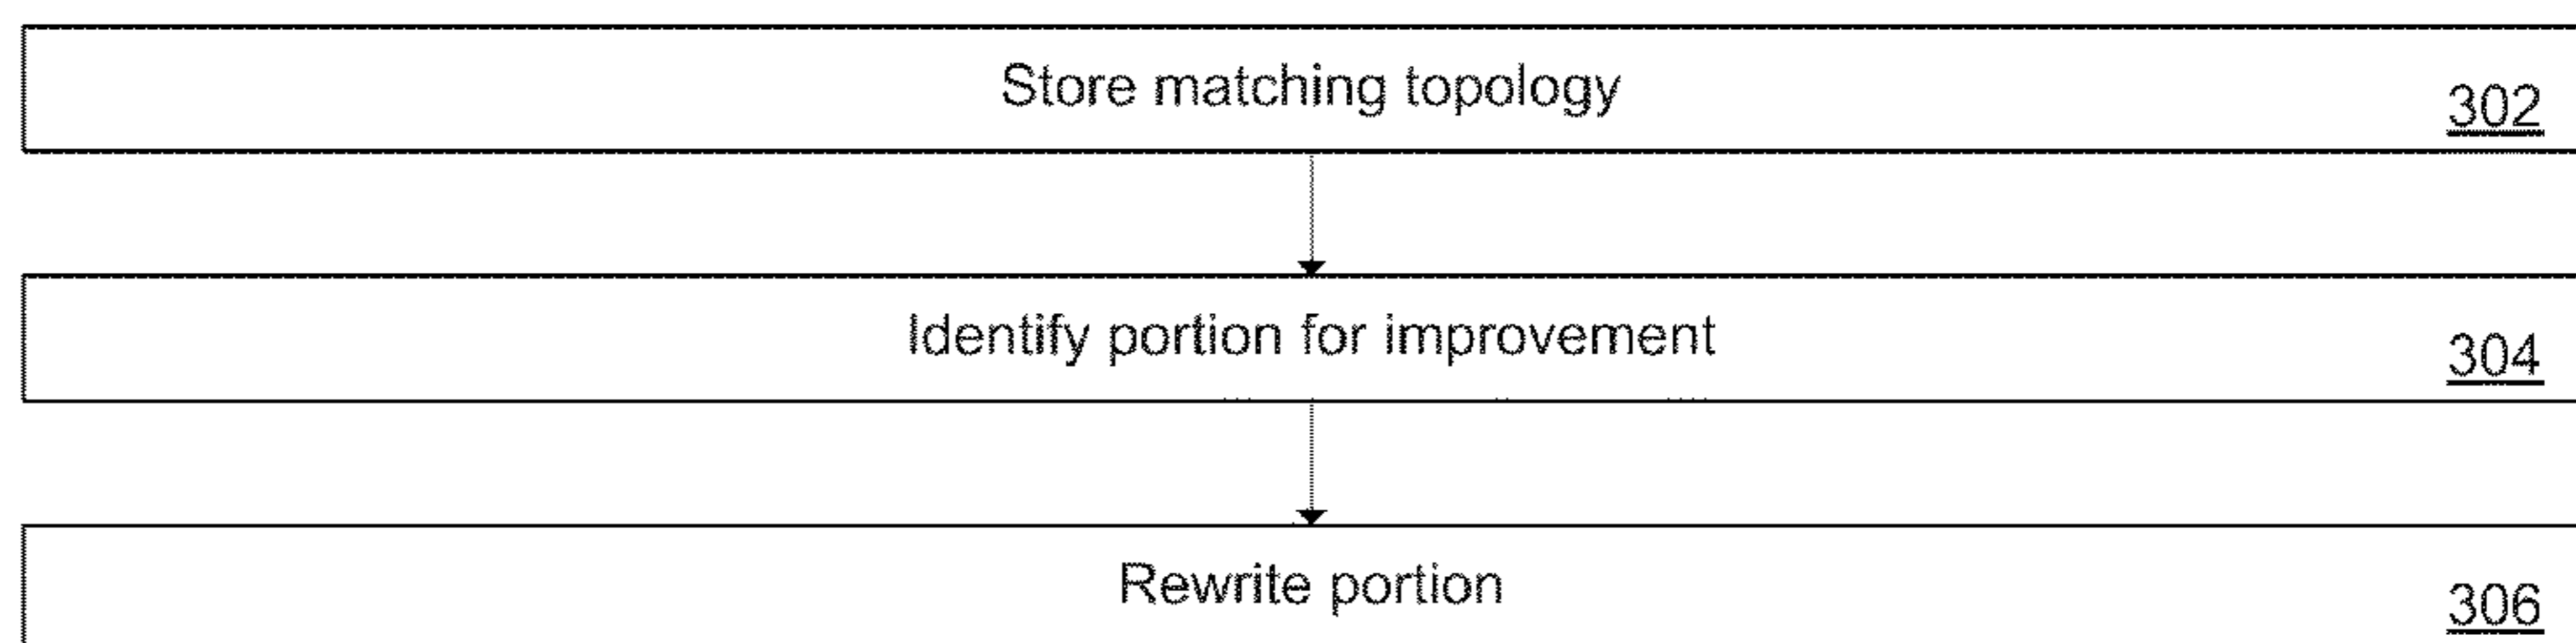 Store matching topology
302
Identify portion for improvement
304
Rewrite portion
306